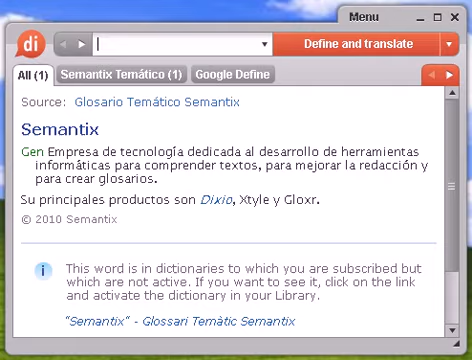 Menu
di
Define and translate
All (1)
Semantix Temático (1)
Google Define
Source: Glosario Temático Semantix
Semantix
Gen Empresa de tecnología dedicada al desarrollo de herramientas
informáticas para comprender textos, para mejorar la redacción y
para crear glosarios.
Su principales productos son Dixio, Xtyle y Gloxr.
© 2010 Semantix
i
This word is in dictionaries to which you are subscribed but
which are not active. If you want to see it, click on the link
and activate the dictionary in your Library.
"Semantix" - Glossari Temàtic Semantix